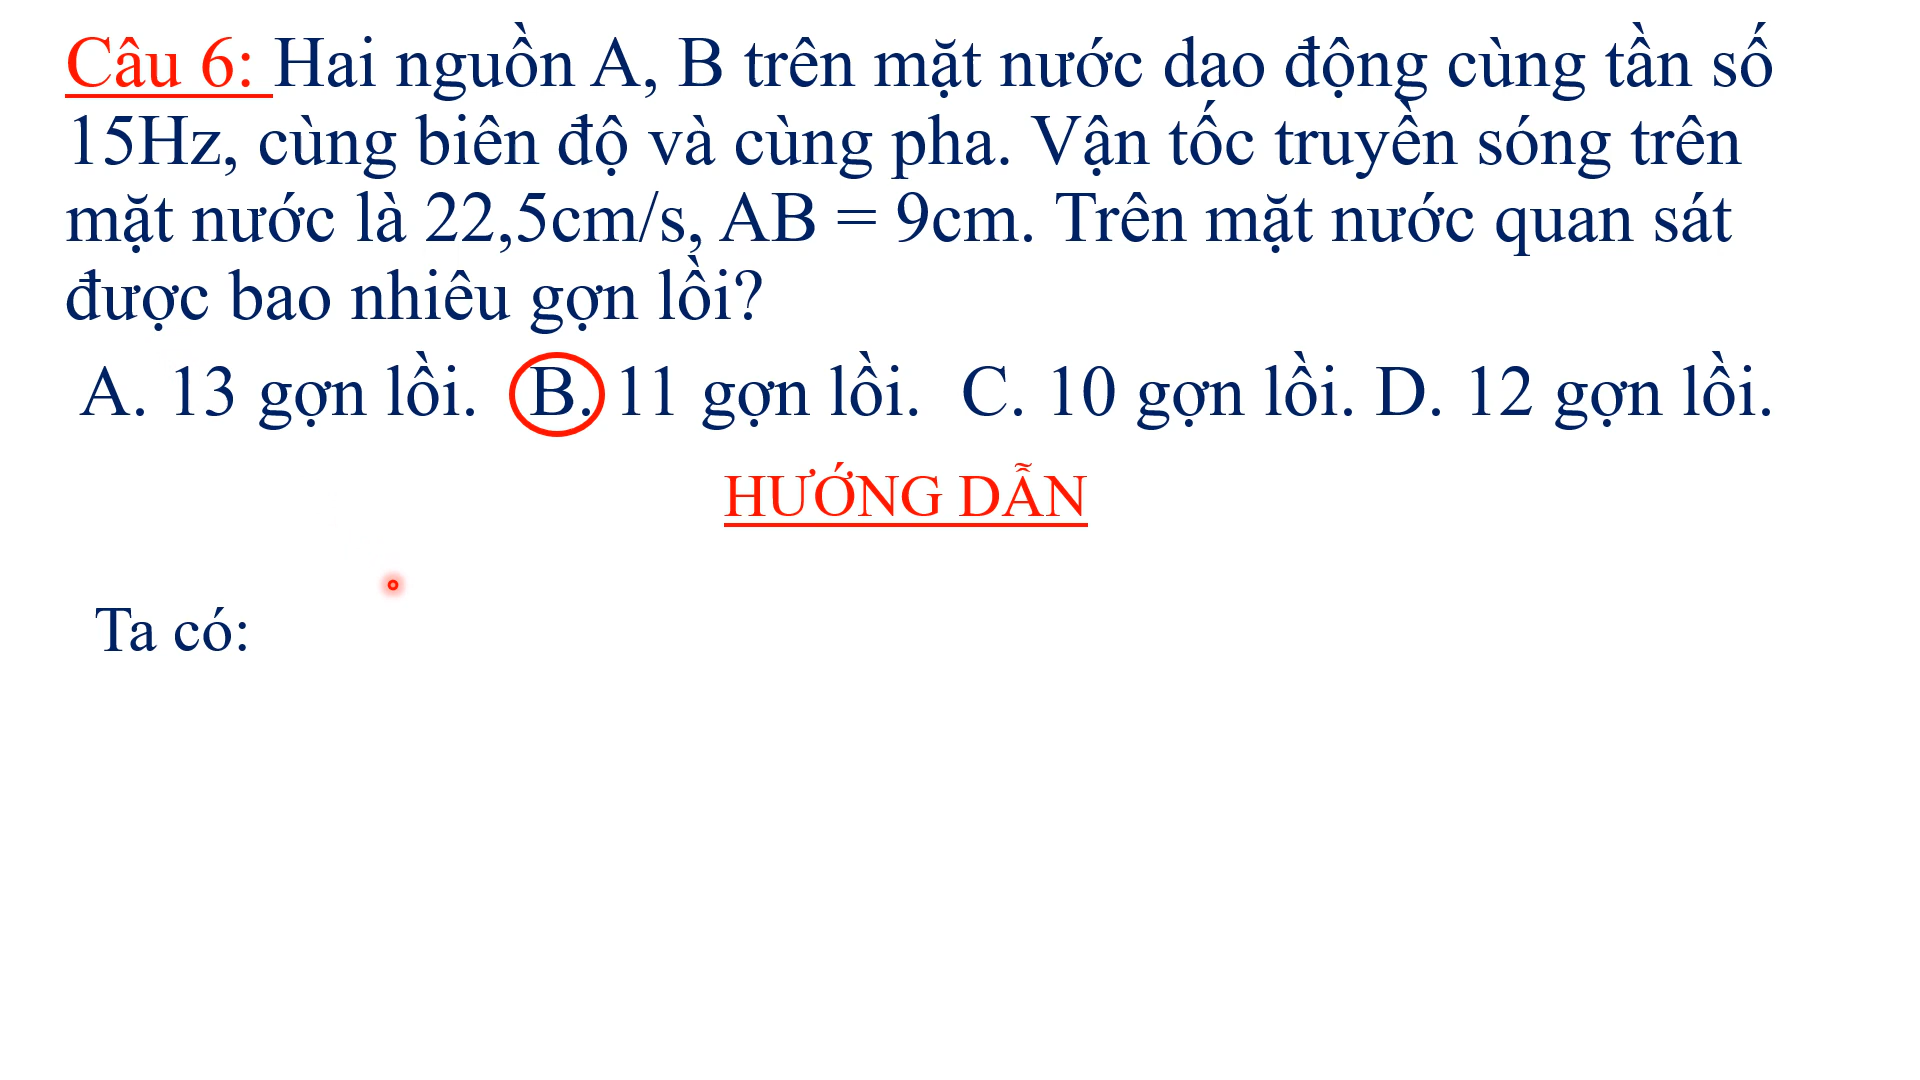 Câu 6: Hai nguồn A, B trên mặt nước dao động cùng tần số
15Hz, cùng biên độ và cùng pha. Vận tốc truyền sóng trên
mặt nước là 22,5cm/s, AB = 9cm. Trên mặt nước quan sát
được bao nhiêu gợn lồi?
A. 13 gợn lồi. B. 11 gợn lồi. C. 10 gợn lồi. D. 12 gợn lồi.
HƯỚNG DẪN
Ta có: